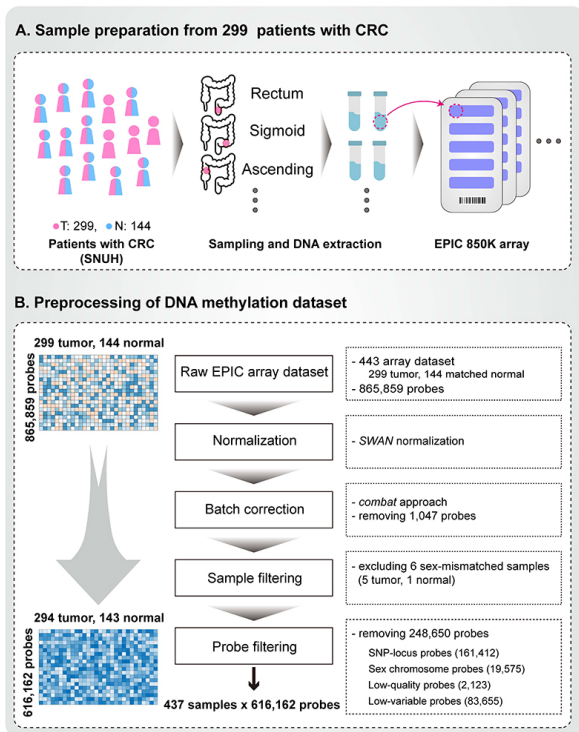 A. Sample preparation from 299 patients with CRC
Rectum
Sigmoid
Ascending
T: 299, N: 144
Patients with CRC
(SNUH)
Sampling and DNA extraction
EPIC 850K array
B. Preprocessing of DNA methylation dataset
299 tumor, 144 normal
865,859 probes
Raw EPIC array dataset
- 443 array dataset
299 tumor, 144 matched normal
- 865,859 probes
Normalization
- SWAN normalization
Batch correction
- combat approach
- removing 1,047 probes
Sample filtering
- excluding 6 sex-mismatched samples
(5 tumor, 1 normal)
294 tumor, 143 normal
616,162 probes
Probe filtering
- removing 248,650 probes
SNP-locus probes (161,412)
Sex chromosome probes (19,575)
Low-quality probes (2,123)
Low-variable probes (83,655)
437 samples x 616,162 probes